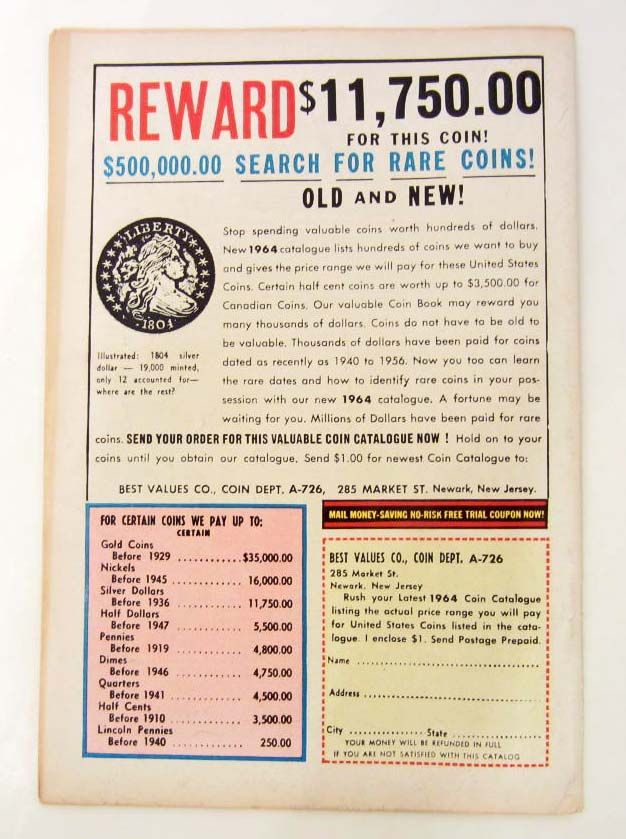 REWARD $11,750.00
FOR THIS COIN!
$500,000.00 SEARCH FOR RARE COINS!
OLD AND NEW!
LIBERTY
1804
Illustrated: 1804 silver
dollar — 19,000 minted,
only 12 accounted for—
where are the rest?
Stop spending valuable coins worth hundreds of dollars.
New 1964 catalogue lists hundreds of coins we want to buy
and gives the price range we will pay for these United States
Coins. Certain half cent coins are worth up to $3,500.00 for
Canadian Coins. Our valuable Coin Book may reward you
many thousands of dollars. Coins do not have to be old to
be valuable. Thousands of dollars have been paid for coins
dated as recently as 1940 to 1956. Now you too can learn
the rare dates and how to identify rare coins in your pos-
session with our new 1964 catalogue. A fortune may be
waiting for you. Millions of Dollars have been paid for rare
coins. SEND YOUR ORDER FOR THIS VALUABLE COIN CATALOGUE NOW ! Hold on to your
coins until you obtain our catalogue. Send $1.00 for newest Coin Catalogue to:
BEST VALUES CO., COIN DEPT. A-726, 285 MARKET ST. Newark, New Jersey.
FOR CERTAIN COINS WE PAY UP TO:
CERTAIN
Gold Coins
Before 1929 ........... $35,000.00
Nickels
Before 1945 ........... 16,000.00
Silver Dollars
Before 1936 ........... 11,750.00
Half Dollars
Before 1947 ........... 5,500.00
Pennies
Before 1919 ........... 4,800.00
Dimes
Before 1946 ........... 4,750.00
Quarters
Before 1941 ........... 4,500.00
Half Cents
Before 1910 ........... 3,500.00
Lincoln Pennies
Before 1940 ........... 250.00
MAIL MONEY-SAVING NO-RISK FREE TRIAL COUPON NOW!
BEST VALUES CO., COIN DEPT. A-726
285 Market St.
Newark, New Jersey
Rush your Latest 1964 Coin Catalogue
listing the actual price range you will pay
for United States Coins listed in the cata-
logue. I enclose $1. Send Postage Prepaid.
Name ...............
Address ...............
City ............... State ...............
YOUR MONEY WILL BE REFUNDED IN FULL
IF YOU ARE NOT SATISFIED WITH THIS CATALOG